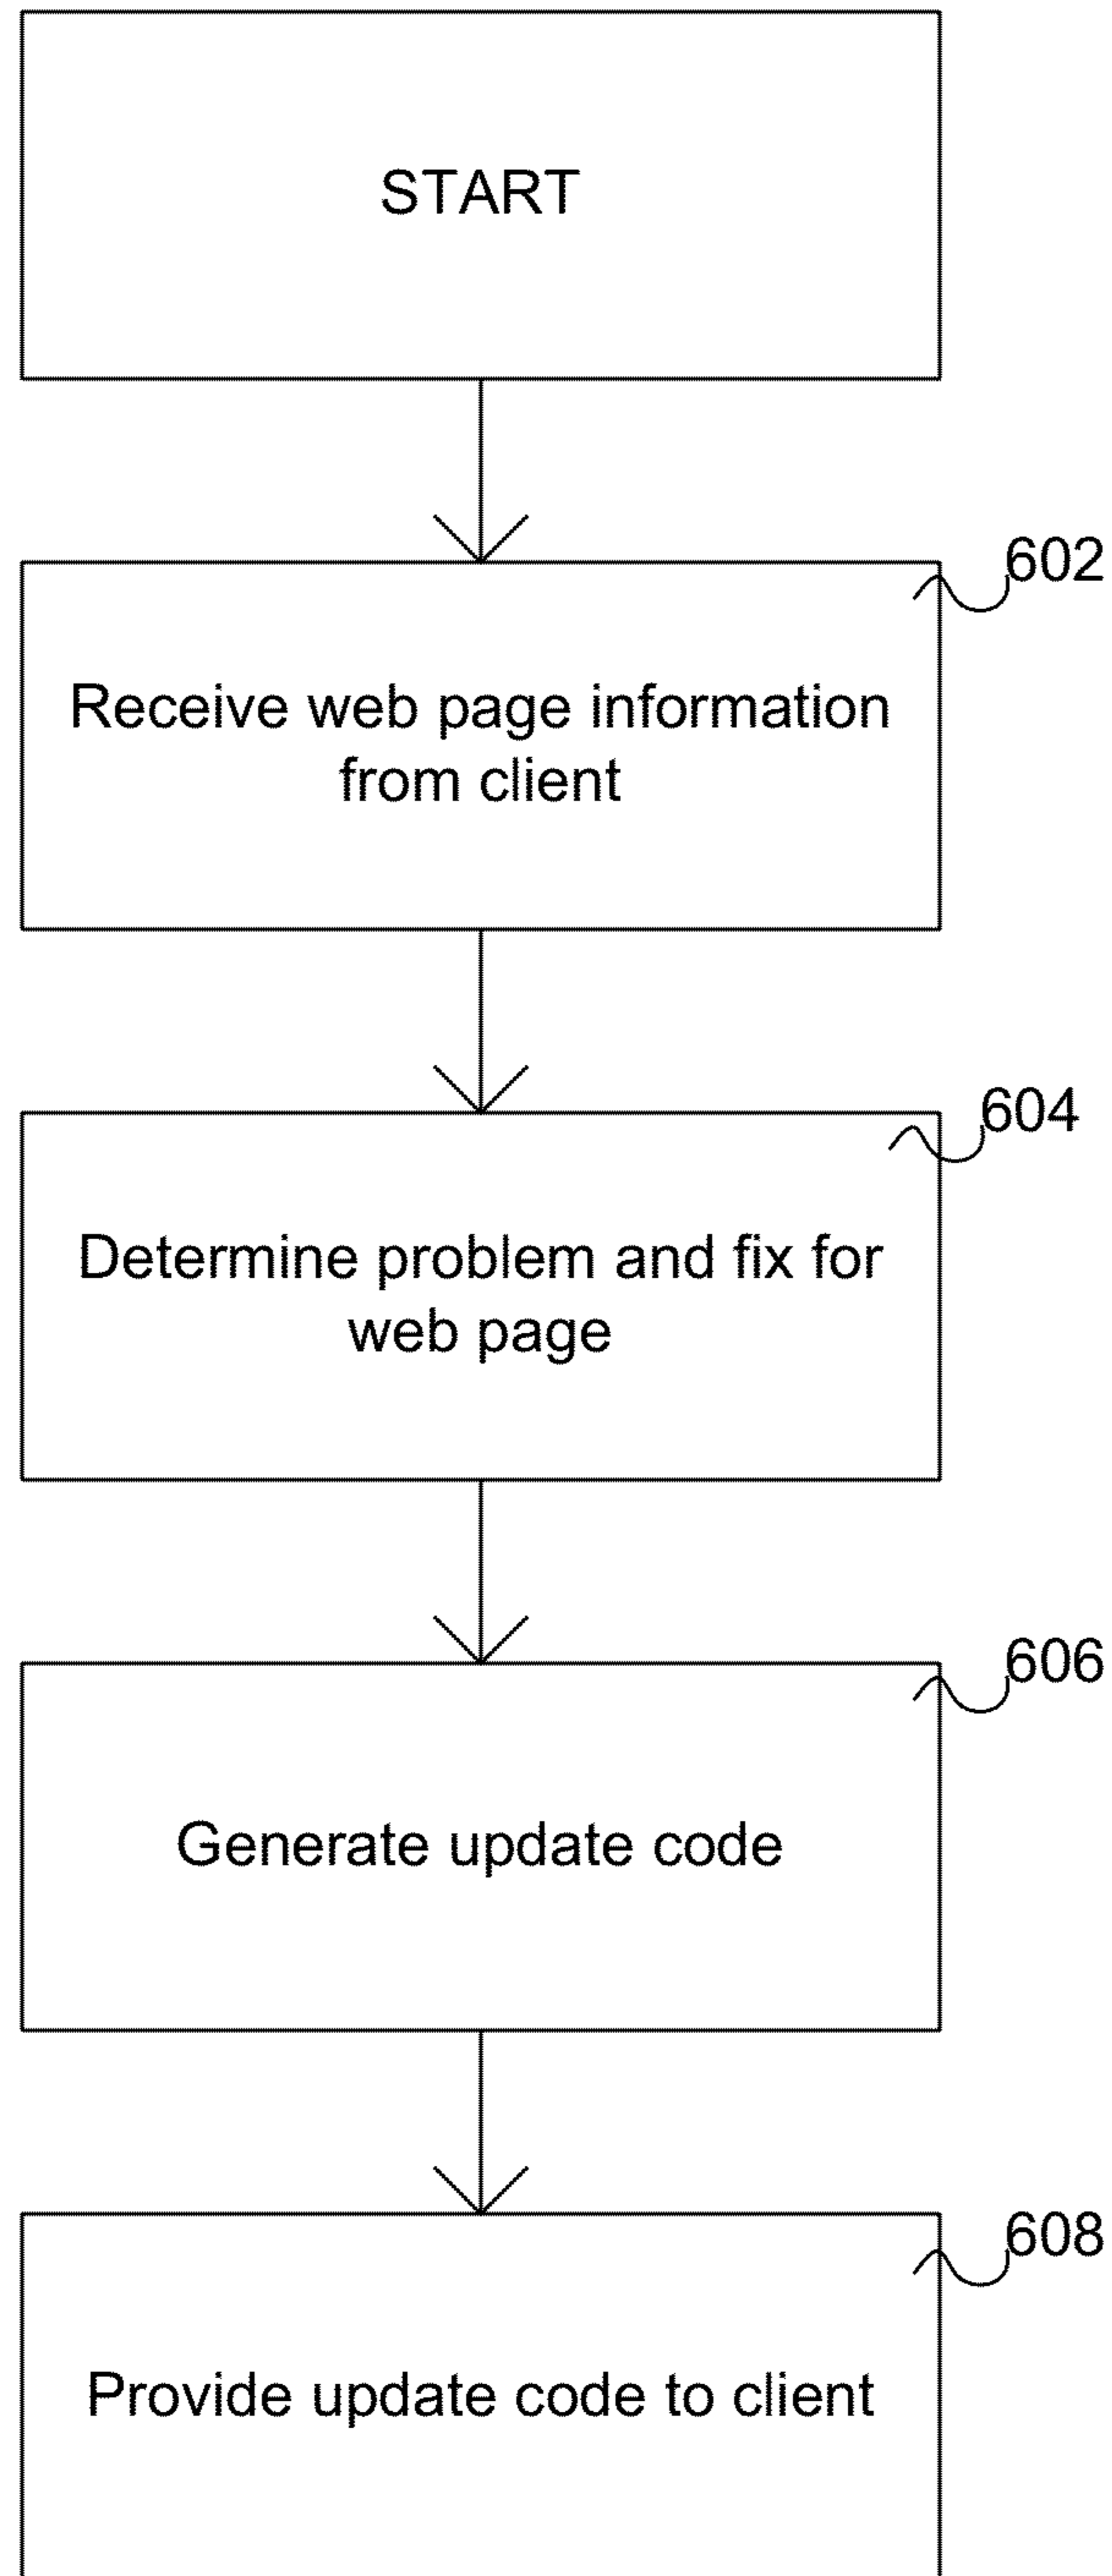 START
602
Receive web page information
from client
604
Determine problem and fix for
web page
606
Generate update code
608
Provide update code to client